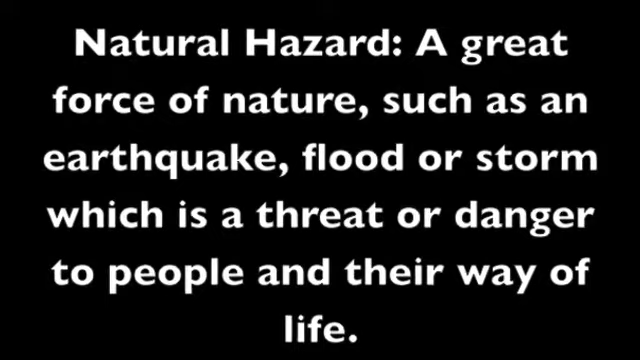 Natural Hazard: A great
force of nature, such as an
earthquake, flood or storm
which is a threat or danger
to people and their way of
life.